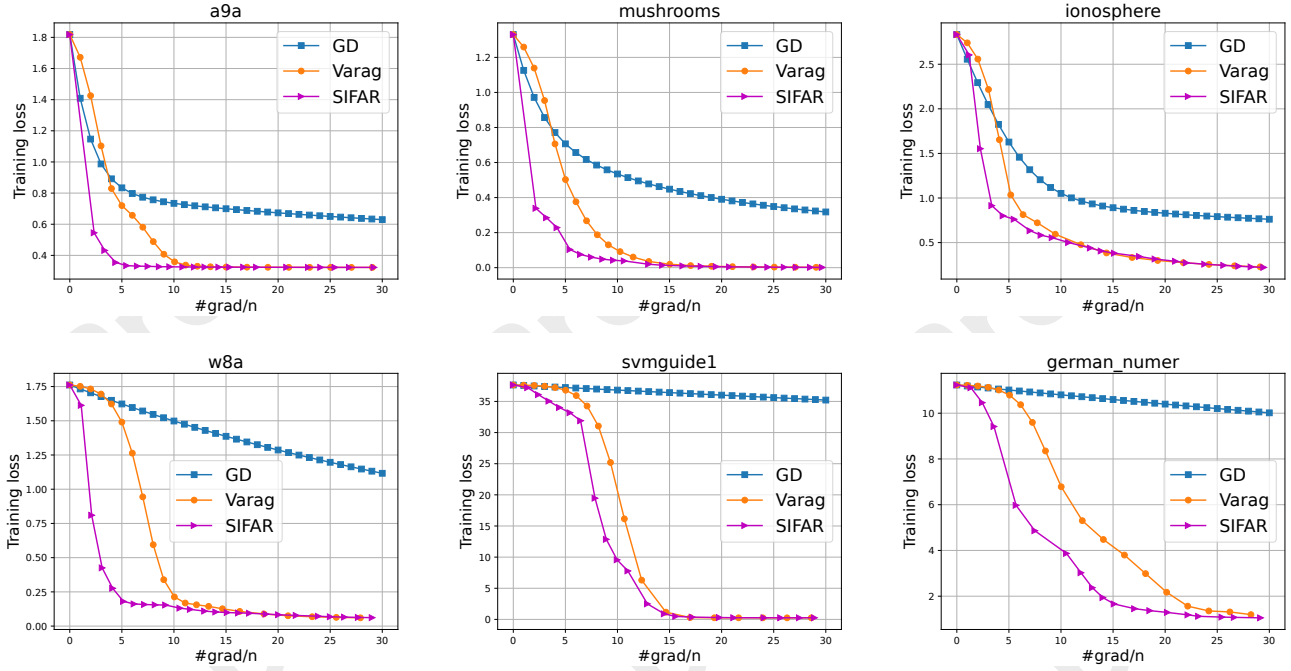 a9a
Training loss
1.8
1.6
1.4
1.2
1.0
0.8
0.6
0.4
GD
Varag
SIFAR
0 5 10 15 20 25 30
#grad/n
mushrooms
Training loss
1.2
1.0
0.8
0.6
0.4
0.2
0.0
GD
Varag
SIFAR
0 5 10 15 20 25 30
#grad/n
ionosphere
Training loss
2.5
2.0
1.5
1.0
0.5
GD
Varag
SIFAR
0 5 10 15 20 25 30
#grad/n
w8a
Training loss
1.75
1.50
1.25
1.00
0.75
0.50
0.25
0.00
GD
Varag
SIFAR
0 5 10 15 20 25 30
#grad/n
svmguide1
Training loss
35
30
25
20
15
10
5
0
GD
Varag
SIFAR
0 5 10 15 20 25 30
#grad/n
german_numer
Training loss
10
8
6
4
2
GD
Varag
SIFAR
0 5 10 15 20 25 30
#grad/n